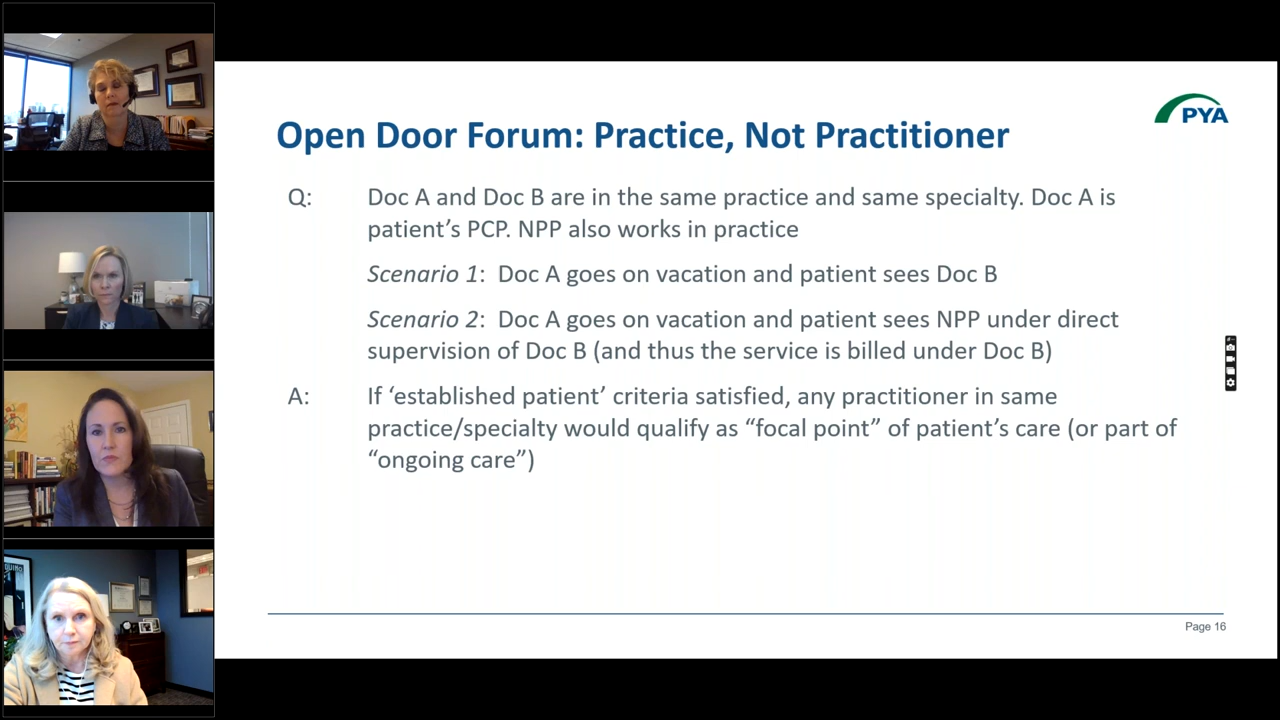 PYA
Open Door Forum: Practice, Not Practitioner
Q: Doc A and Doc B are in the same practice and same specialty. Doc A is
patient’s PCP. NPP also works in practice
Scenario 1: Doc A goes on vacation and patient sees Doc B
Scenario 2: Doc A goes on vacation and patient sees NPP under direct
supervision of Doc B (and thus the service is billed under Doc B)
A: If ‘established patient’ criteria satisfied, any practitioner in same
practice/specialty would qualify as “focal point” of patient’s care (or part of
“ongoing care”)
Page 16